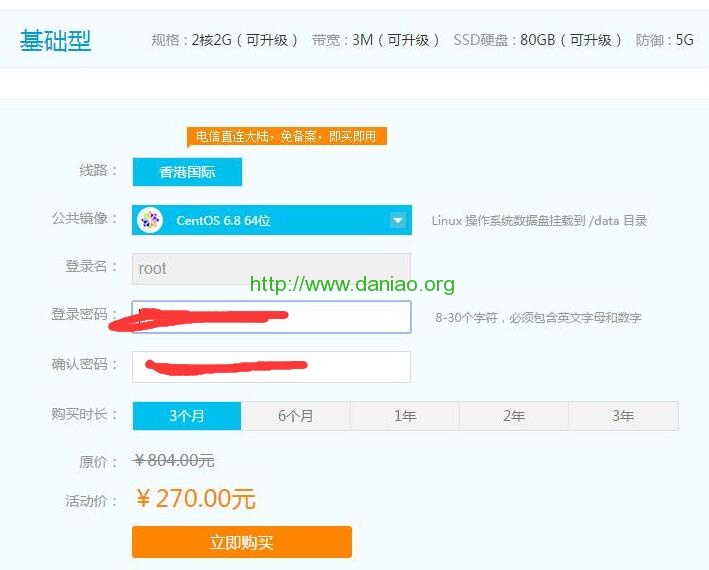 基础型 规格：2核2G（可升级） 带宽：3M（可升级） SSD硬盘：80GB（可升级） 防御：5G
电信直连大陆，免备案，即买即用
线路： 香港国际
公共镜像： CentOS 6.8 64位 Linux 操作系统数据盘挂载到 /data 目录
登录名： root
http://www.daniao.org
登录密码： 8-30个字符，必须包含英文字母和数字
确认密码：
购买时长： 3个月 6个月 1年 2年 3年
原价： ￥804.00元
活动价： ￥270.00元
立即购买